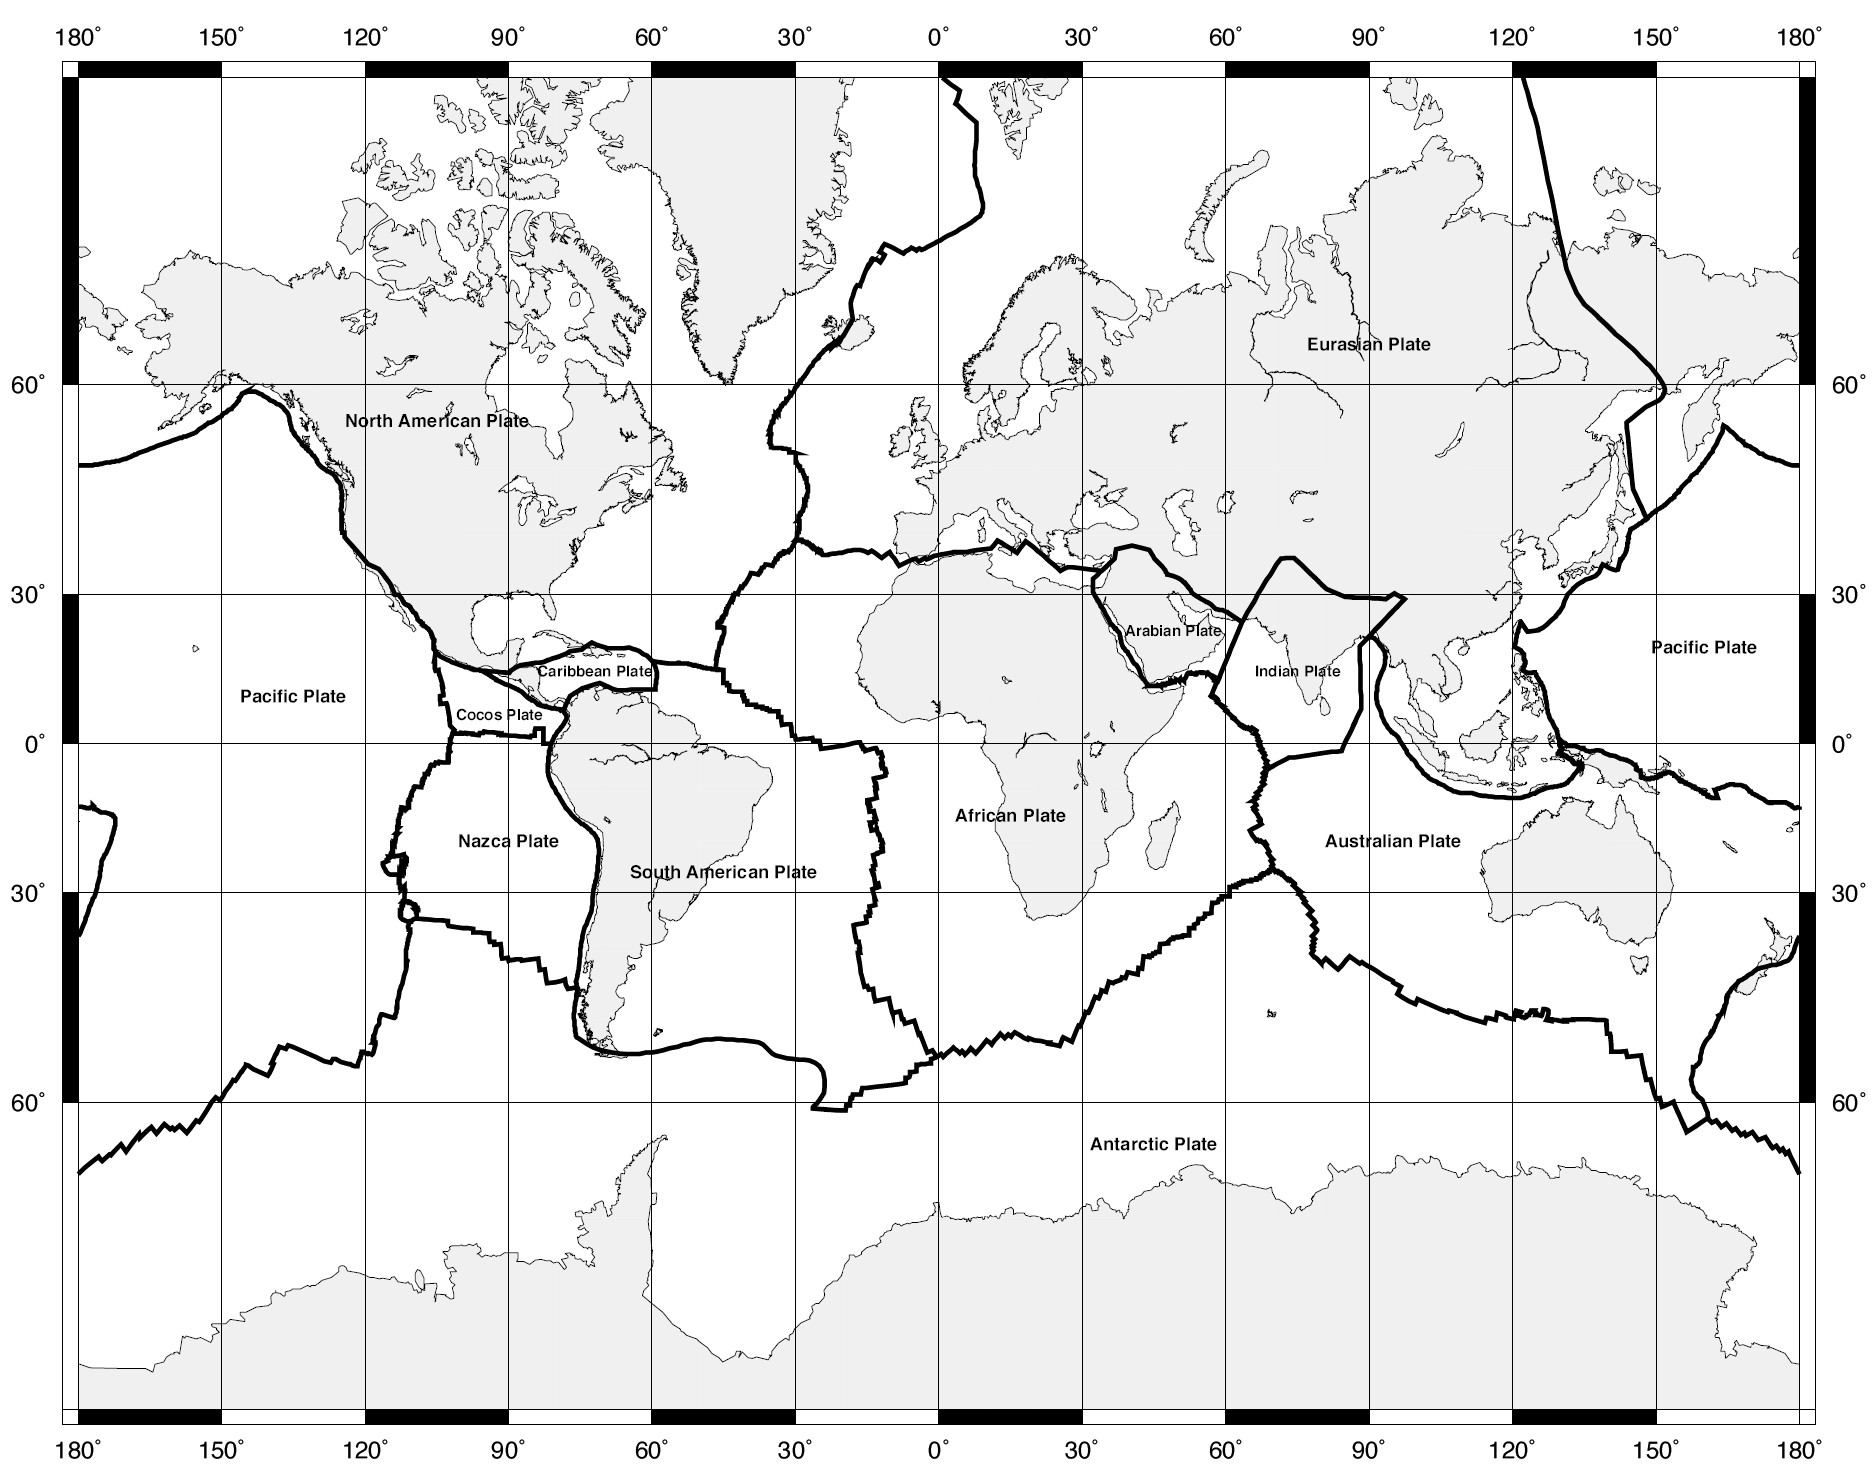 180° 150° 120° 90° 60° 30° 0° 30° 60° 90° 120° 150° 180°
Eurasian Plate
60° 60°
North American Plate
30° 30°
Arabian Plate
Pacific Plate
Caribbean Plate Indian Plate
Pacific Plate
Cocos Plate
0° 0°
African Plate
Nazca Plate Australian Plate
South American Plate
30° 30°
60° 60°
Antarctic Plate
180° 150° 120° 90° 60° 30° 0° 30° 60° 90° 120° 150° 180°